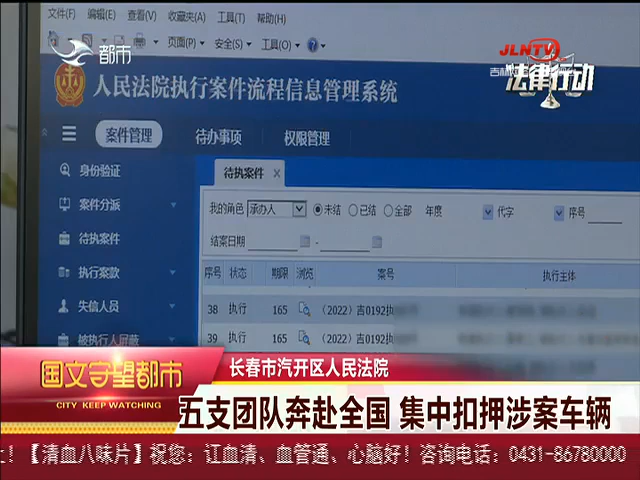 文件(F) 编辑(E) 查看(V) 收藏夹(A) 工具(T) 帮助(H)
页面(P) 安全(S) 工具(O)
都市
JLNTV
法律行动
人民法院执行案件流程信息管理系统
案件管理 待办事项 权限管理
身份验证
案件分派
待执案件
执行案款
失信人员
被执行人屏蔽
待执案件 X
我的角色 承办人 未结 已结 全部 年度 代字 序号
结案日期 -
序号 状态 期限 浏览 案号 执行主体
38 执行 165 (2022)吉0192执
39 执行 165 (2022)吉0192执
国文守望都市
CITY KEEP WATCHING
长春市汽开区人民法院
五支团队奔赴全国 集中扣押涉案车辆
!【清血八味片】祝您：让血清、血管通、心脑好！咨询电话：0431-86780000